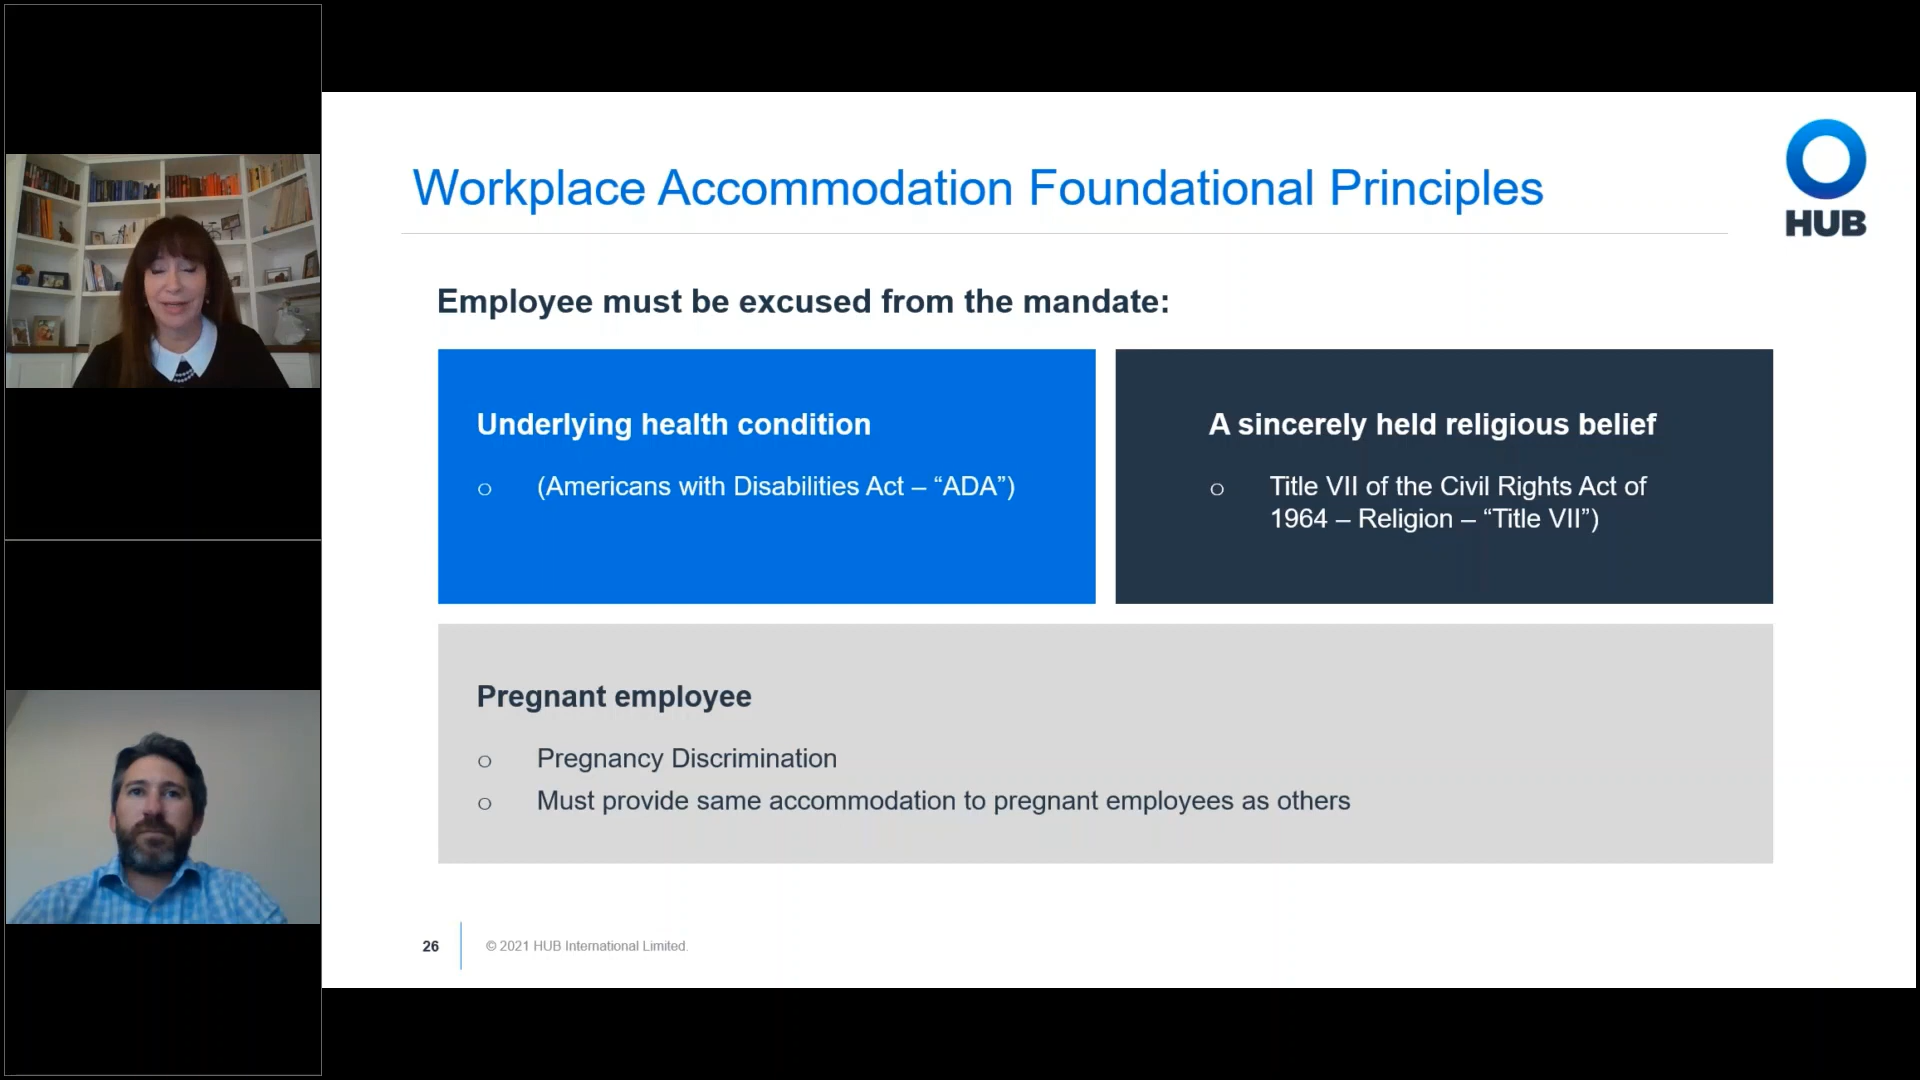 Workplace Accommodation Foundational Principles
HUB
Employee must be excused from the mandate:
Underlying health condition
o (Americans with Disabilities Act – “ADA”)
A sincerely held religious belief
o Title VII of the Civil Rights Act of
1964 – Religion – “Title VII”)
Pregnant employee
o Pregnancy Discrimination
o Must provide same accommodation to pregnant employees as others
26
© 2021 HUB International Limited.